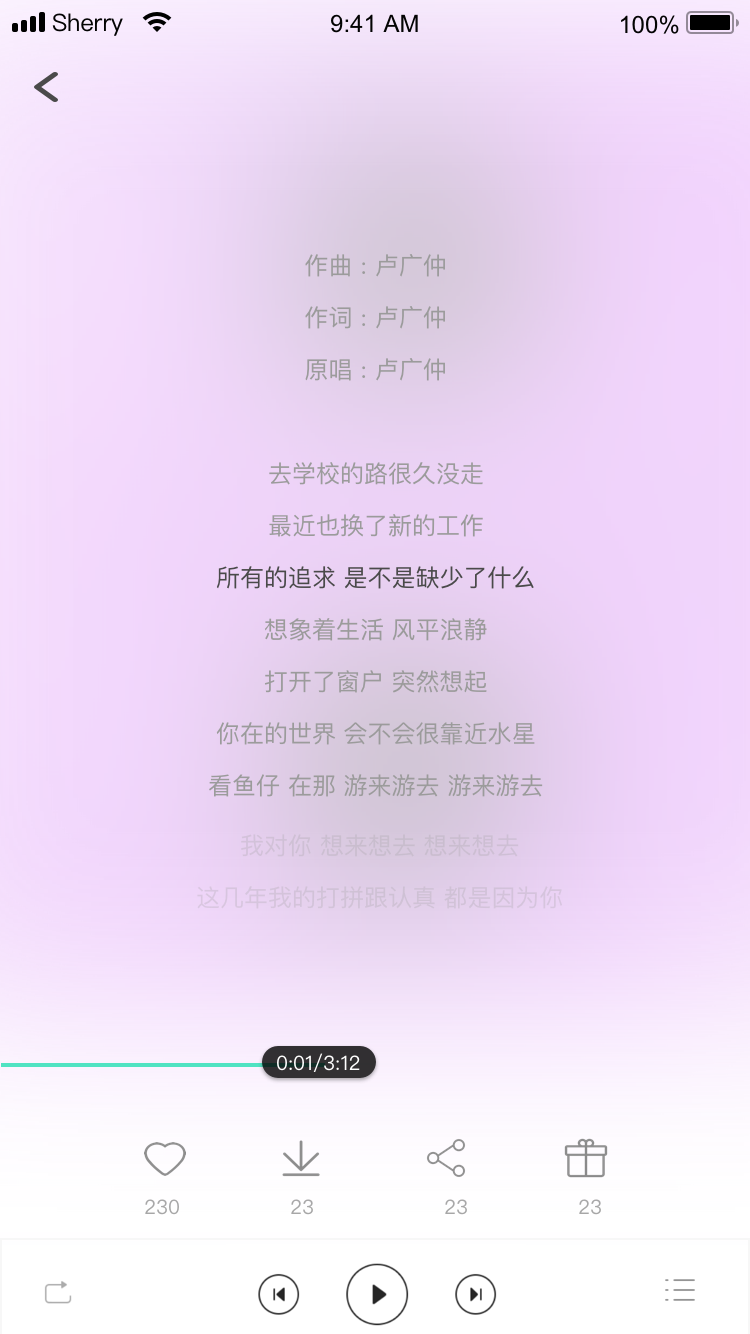 Sherry 9:41 AM 100%
作曲：卢广仲
作词：卢广仲
原唱：卢广仲
去学校的路很久没走
最近也换了新的工作
所有的追求 是不是缺少了什么
想象着生活 风平浪静
打开了窗户 突然想起
你在的世界 会不会很靠近水星
看鱼仔 在那 游来游去 游来游去
我对你 想来想去 想来想去
这几年我的打拼跟认真 都是因为你
0:01/3:12
230 23 23 23